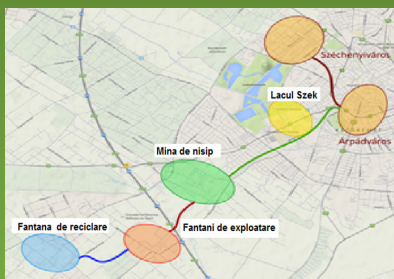 Széchenyiváros
Lacul Szek
Árpádváros
Mina de nisip
Fantana de reciclare
Fantani de exploatare